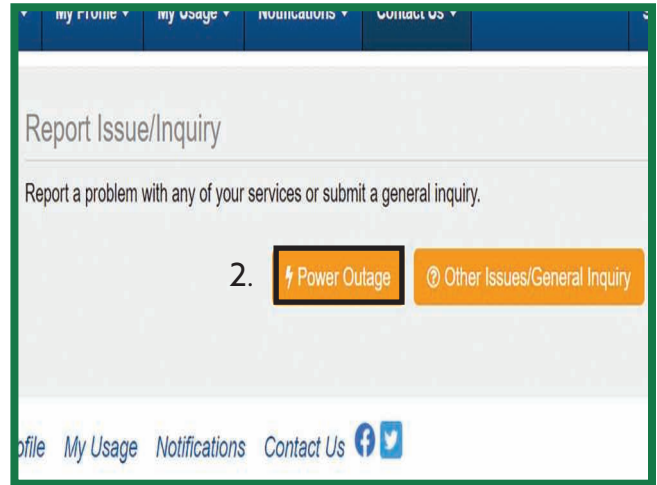 My Profile My Usage Notifications Contact Us
Report Issue/Inquiry
Report a problem with any of your services or submit a general inquiry.
2. Power Outage Other Issues/General Inquiry
My Usage Notifications Contact Us